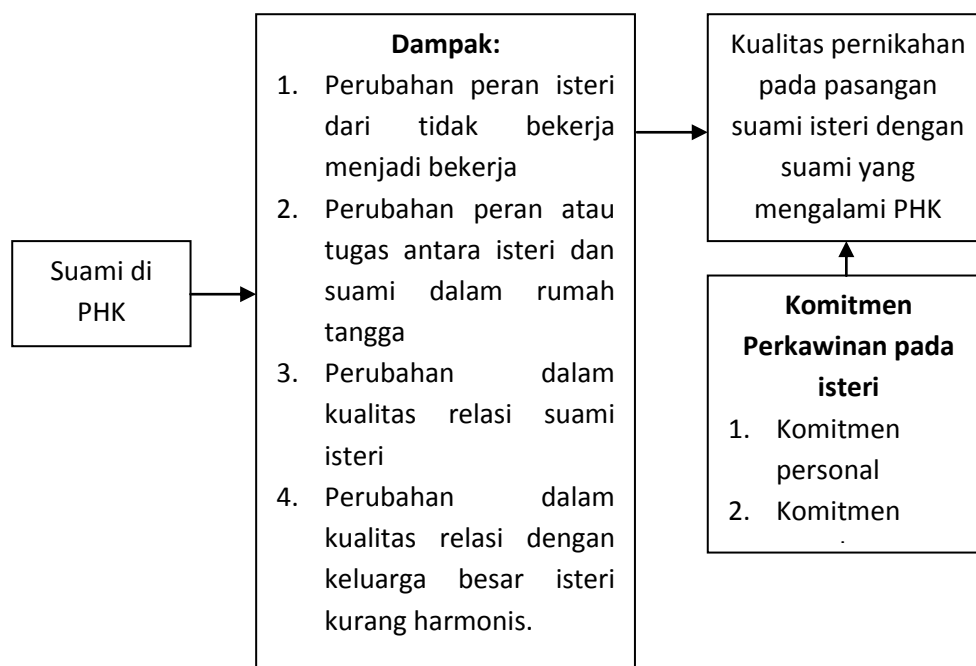 Suami di
PHK
Dampak:
1. Perubahan peran isteri
dari tidak bekerja
menjadi bekerja
2. Perubahan peran atau
tugas antara isteri dan
suami dalam rumah
tangga
3. Perubahan dalam
kualitas relasi suami
isteri
4. Perubahan dalam
kualitas relasi dengan
keluarga besar isteri
kurang harmonis.
Kualitas pernikahan
pada pasangan
suami isteri dengan
suami yang
mengalami PHK
Komitmen
Perkawinan pada
isteri
1. Komitmen
personal
2. Komitmen